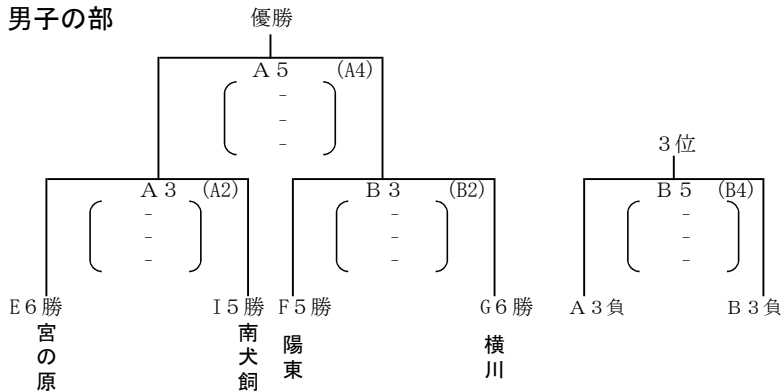 男子の部
優勝
Ａ５ (A4)
-
-
-
３位
Ａ３ (A2) Ｂ３ (B2) Ｂ５ (B4)
- - -
- - -
- - -
E６勝 I５勝 F５勝 G６勝 Ａ３負 Ｂ３負
宮の原
南犬飼
陽東
横川